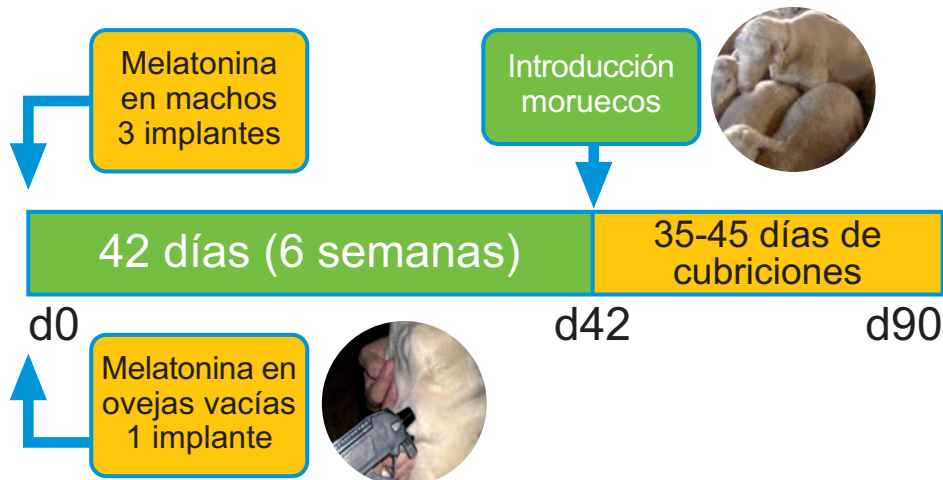 Melatonina
en machos
3 implantes
Introducción
moruecos
42 días (6 semanas)
35-45 días de
cubriciones
d0
d42
d90
Melatonina en
ovejas vacías
1 implante